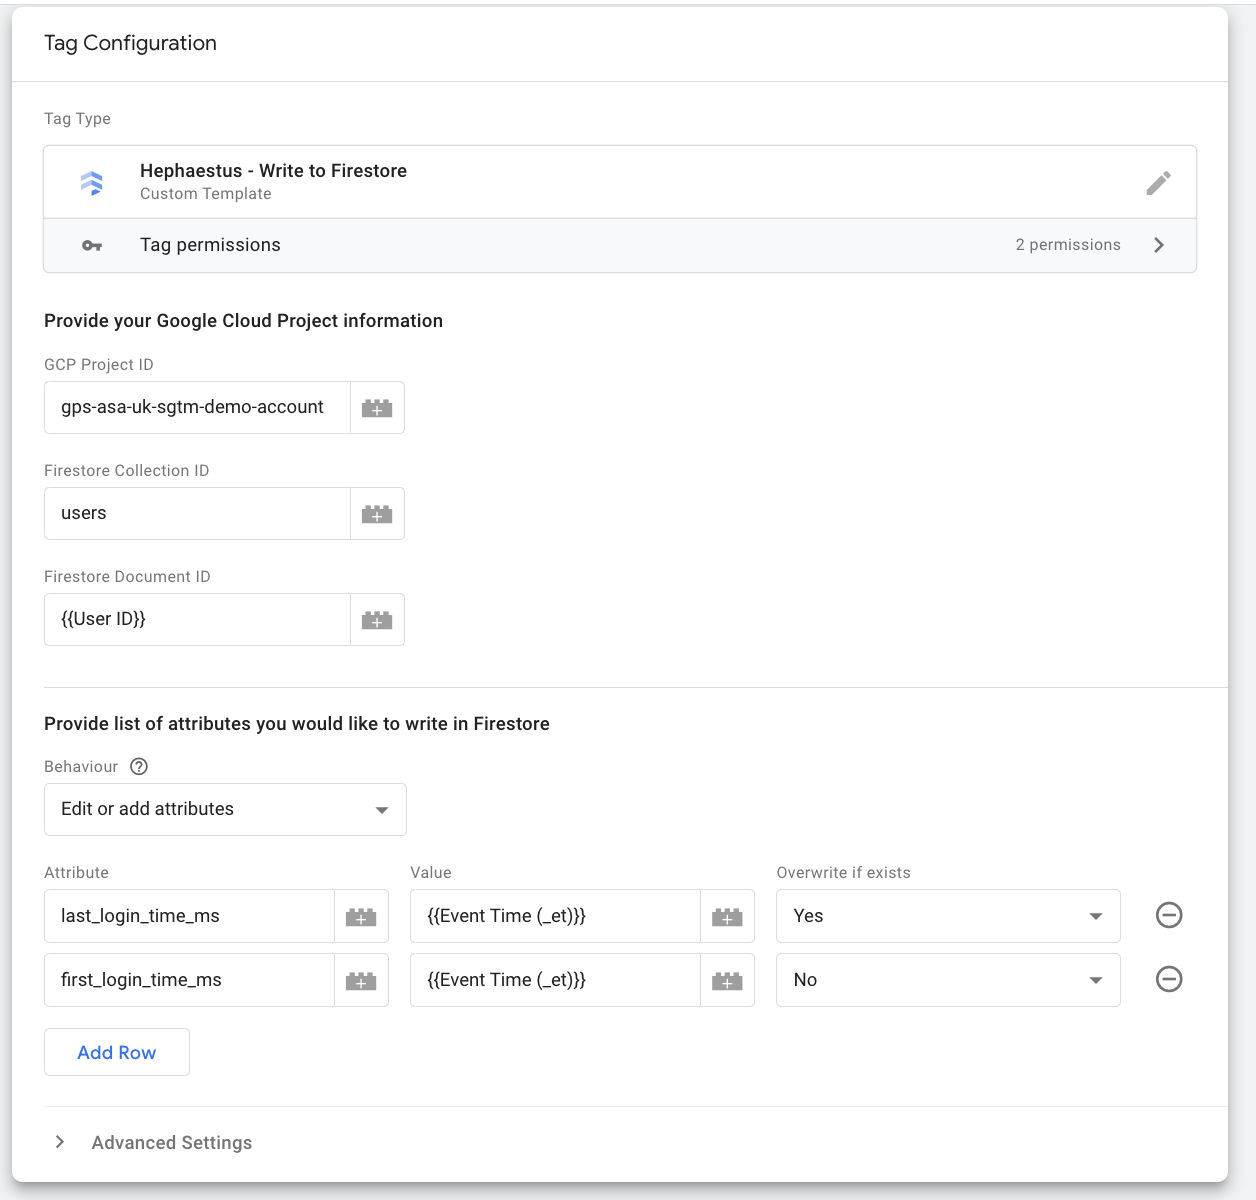 Tag Configuration
Tag Type
Hephaestus - Write to Firestore
Custom Template
Tag permissions 2 permissions
Provide your Google Cloud Project information
GCP Project ID
gps-asa-uk-sgtm-demo-account
Firestore Collection ID
users
Firestore Document ID
{{User ID}}
Provide list of attributes you would like to write in Firestore
Behaviour
Edit or add attributes
Attribute Value Overwrite if exists
last_login_time_ms {{Event Time (_et)}} Yes
first_login_time_ms {{Event Time (_et)}} No
Add Row
Advanced Settings